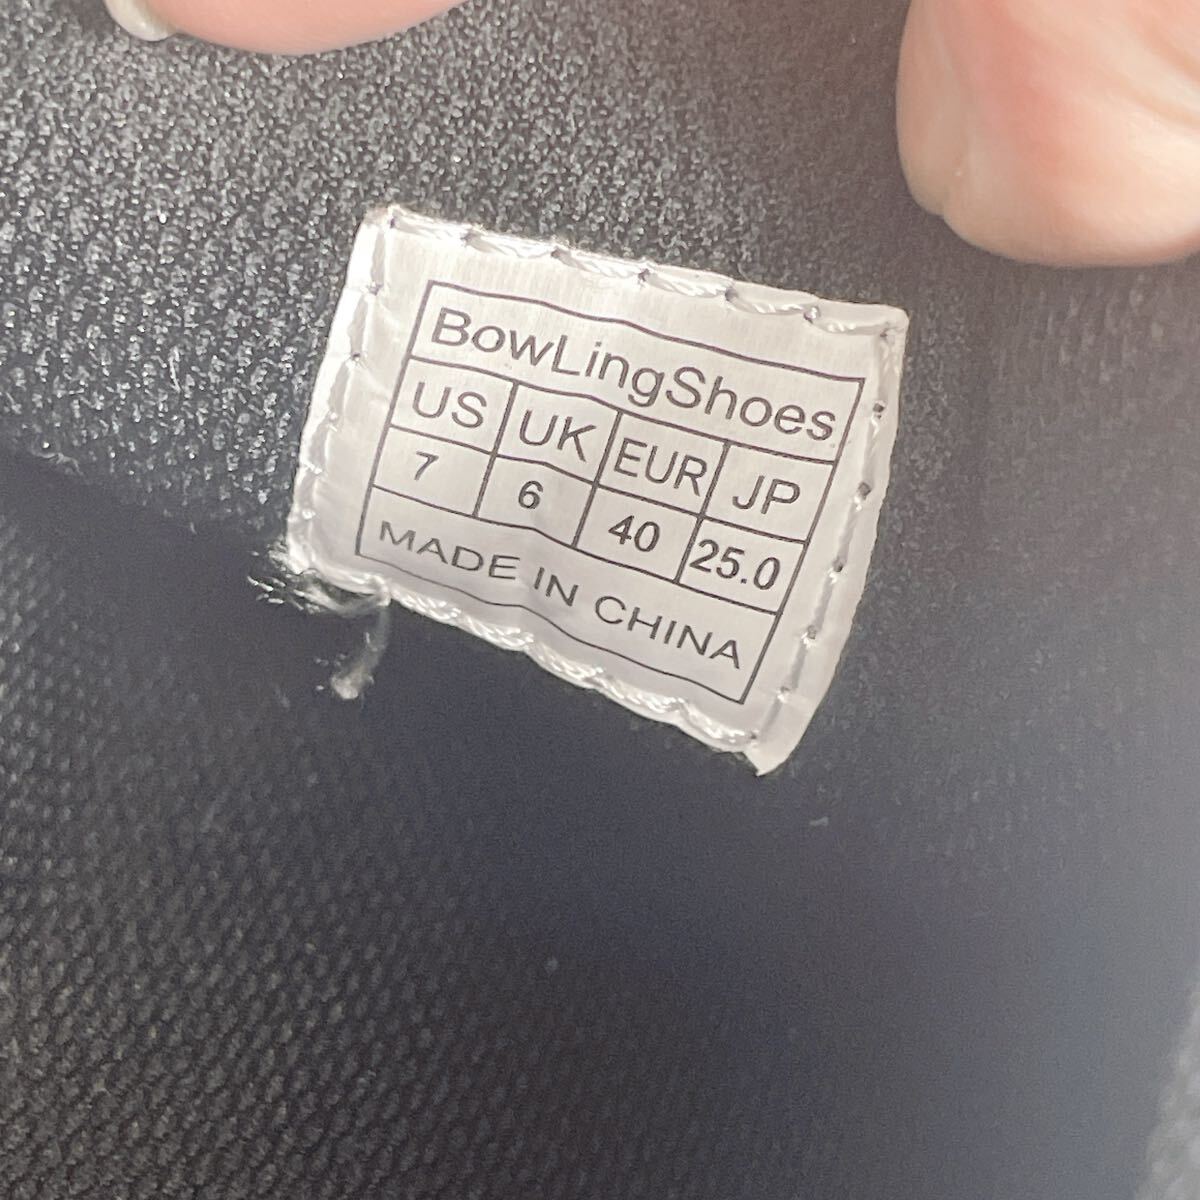 BowLingShoes
US UK EUR JP
7 6 40 25.0
MADE IN CHINA